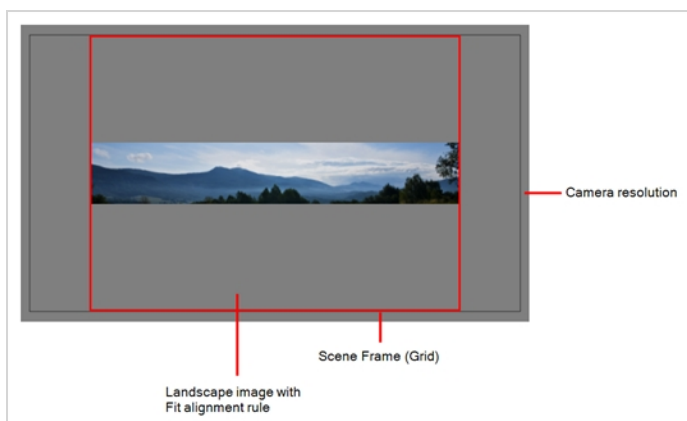 Camera resolution
Scene Frame (Grid)
Landscape image with
Fit alignment rule